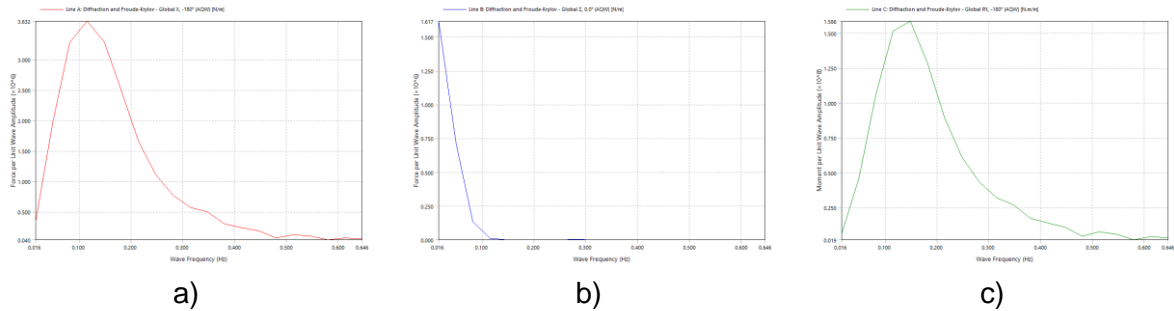 Line A: Diffraction and Froude-Krylov - Global X, -180° (AQW) [N/m]
3.632
3.000
2.500
2.000
1.500
1.000
0.500
0.040
Force per Unit Wave Amplitude (×10^6)
0.016 0.100 0.200 0.300 0.400 0.500 0.600 0.646
Wave Frequency (Hz)
a)
Line B: Diffraction and Froude-Krylov - Global Z, 0.0° (AQW) [N/m]
1.617
1.500
1.250
1.000
0.750
0.500
0.250
0.000
Force per Unit Wave Amplitude (×10^6)
0.016 0.100 0.200 0.300 0.400 0.500 0.600 0.646
Wave Frequency (Hz)
b)
Line C: Diffraction and Froude-Krylov - Global RY, -180° (AQW) [N.m/m]
1.586
1.250
1.000
0.750
0.500
0.250
0.019
Moment per Unit Wave Amplitude (×10^8)
0.016 0.100 0.200 0.300 0.400 0.500 0.600 0.646
Wave Frequency (Hz)
c)